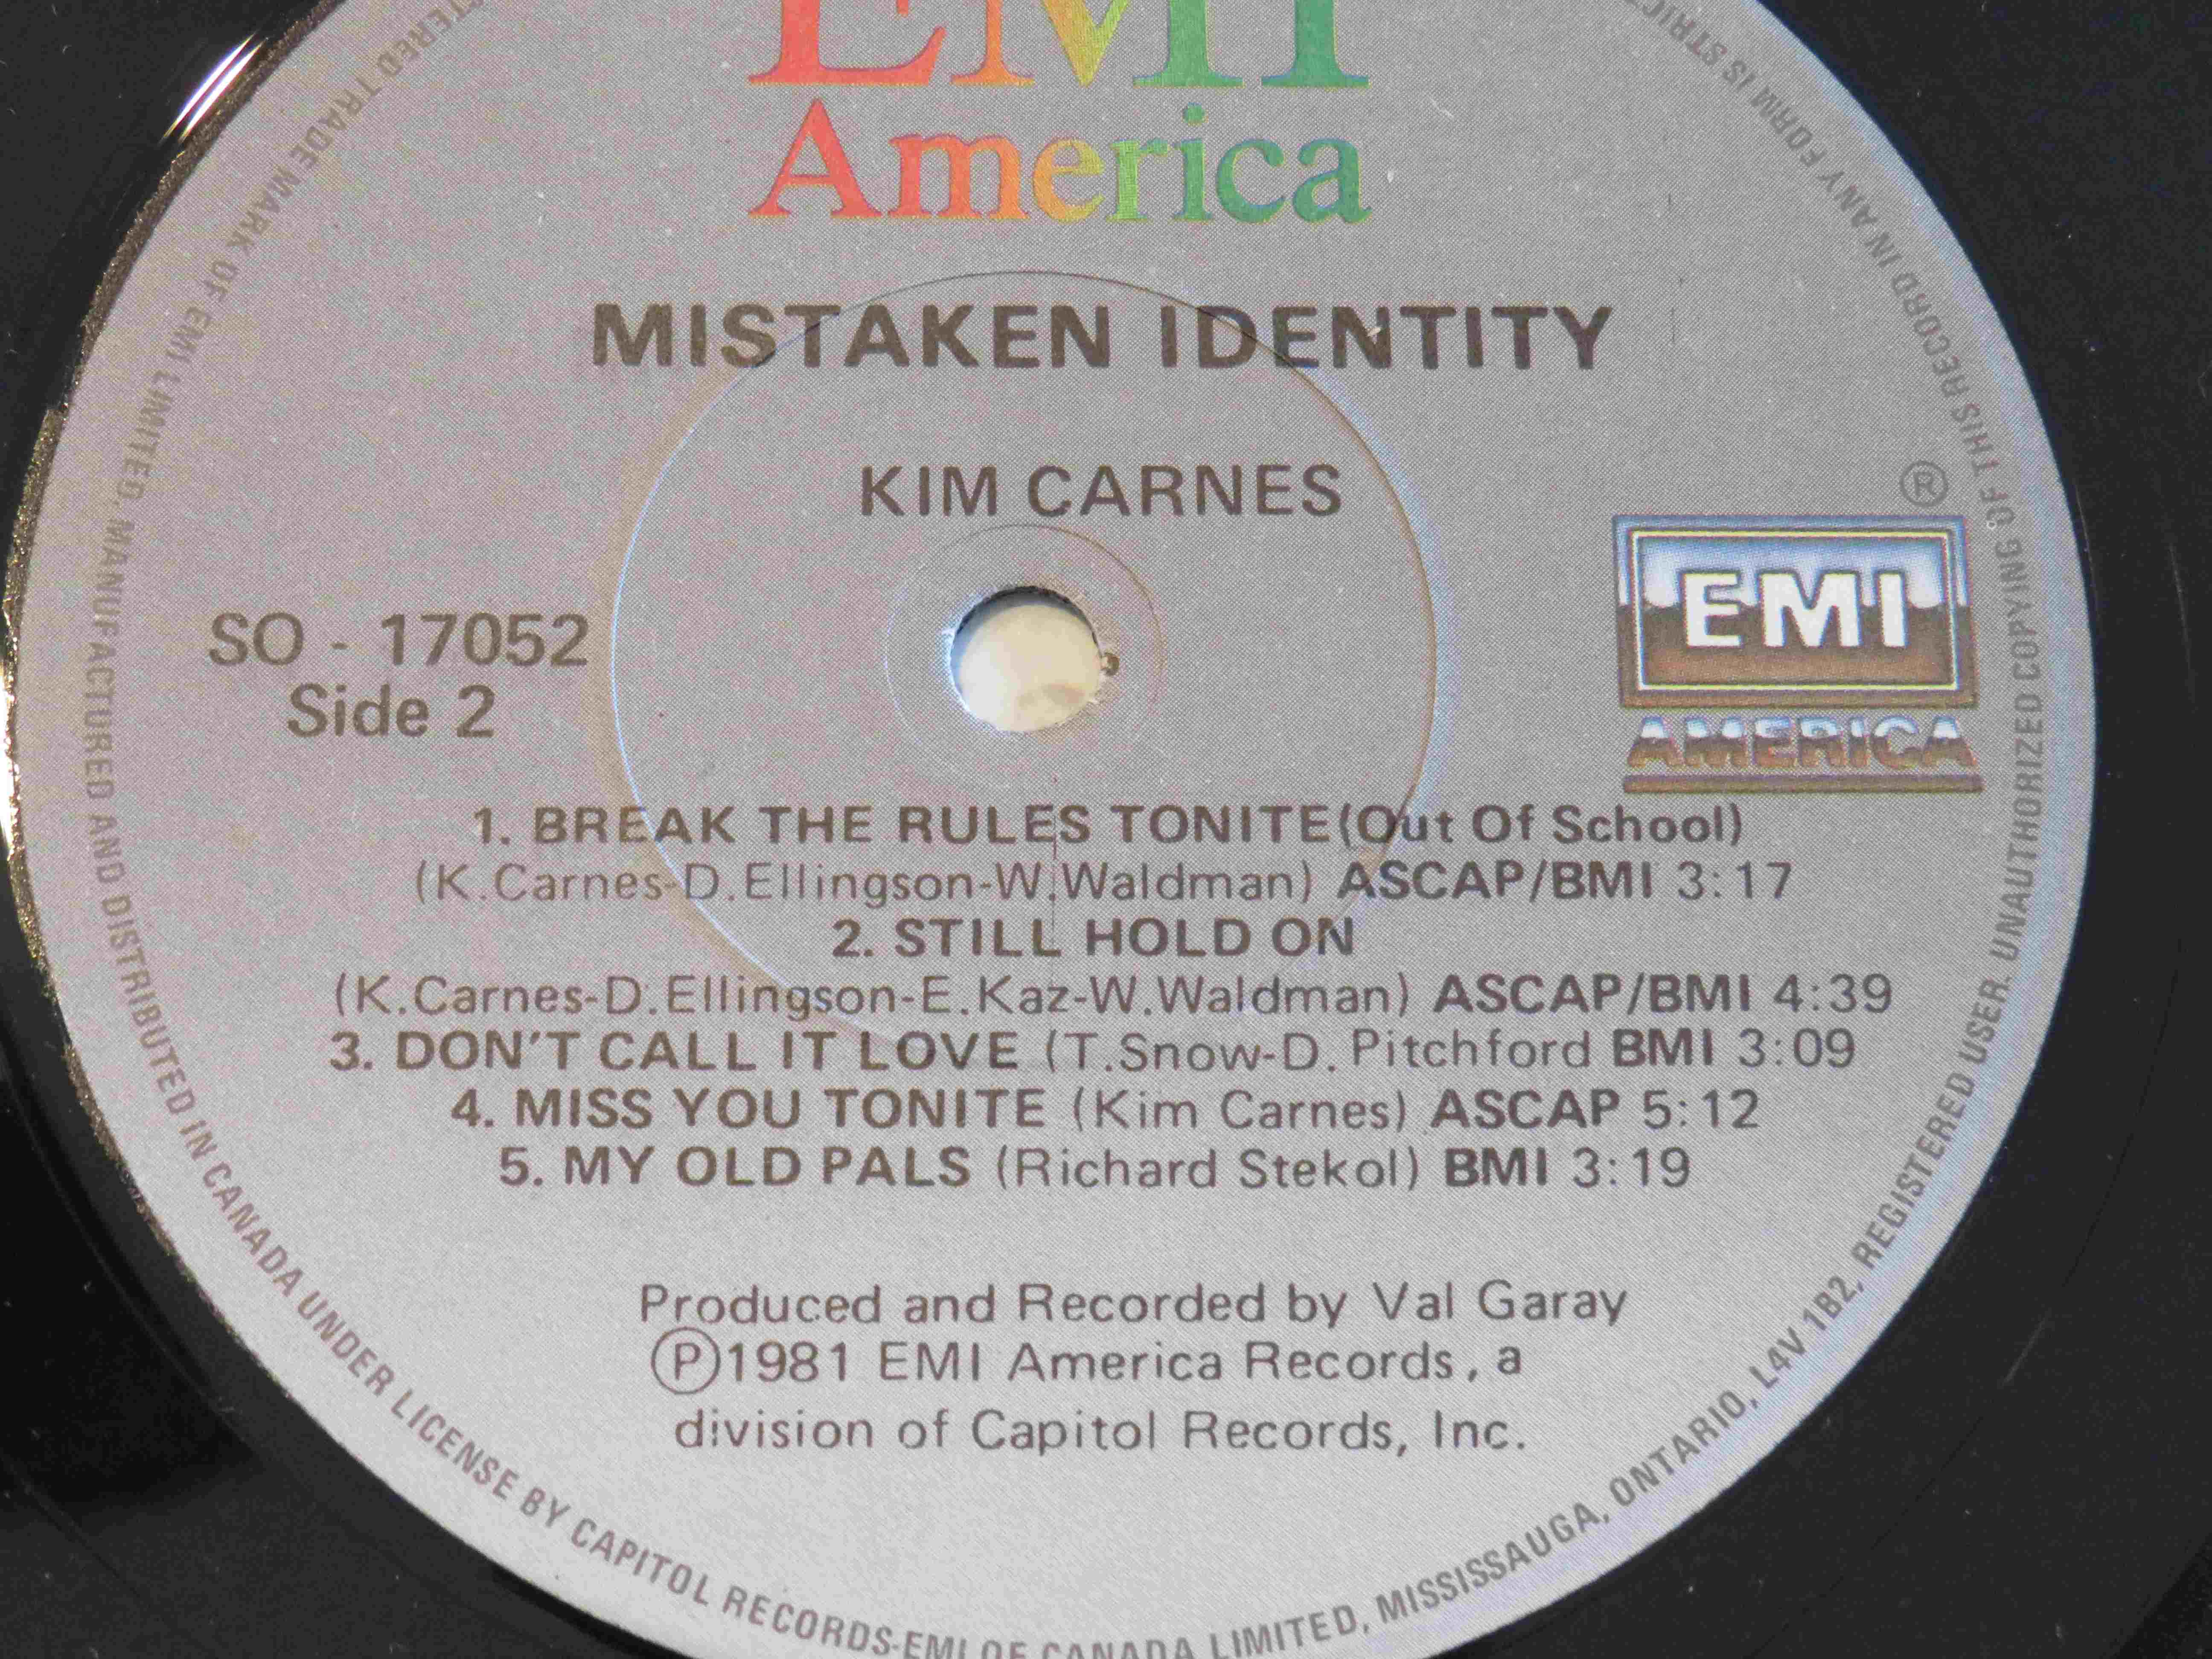 EMI
America
MISTAKEN IDENTITY
KIM CARNES
SO - 17052
Side 2
®
EMI
AMERICA
1. BREAK THE RULES TONITE(Out Of School)
(K.Carnes-D.Ellingson-W.Waldman) ASCAP/BMI 3:17
2. STILL HOLD ON
(K.Carnes-D.Ellingson-E.Kaz-W.Waldman) ASCAP/BMI 4:39
3. DON'T CALL IT LOVE (T.Snow-D. Pitchford BMI 3:09
4. MISS YOU TONITE (Kim Carnes) ASCAP 5:12
5. MY OLD PALS (Richard Stekol) BMI 3:19
Produced and Recorded by Val Garay
Ⓟ1981 EMI America Records, a
division of Capitol Records, Inc.
TRADE MARK OF EMI LIMITED, MANUFACTURED AND DISTRIBUTED IN CANADA UNDER LICENSE BY CAPITOL RECORDS-EMI OF CANADA LIMITED, MISSISSAUGA, ONTARIO, L4V 1B2, REGISTERED USER. UNAUTHORIZED COPYING OF THIS RECORD IN ANY FORM IS